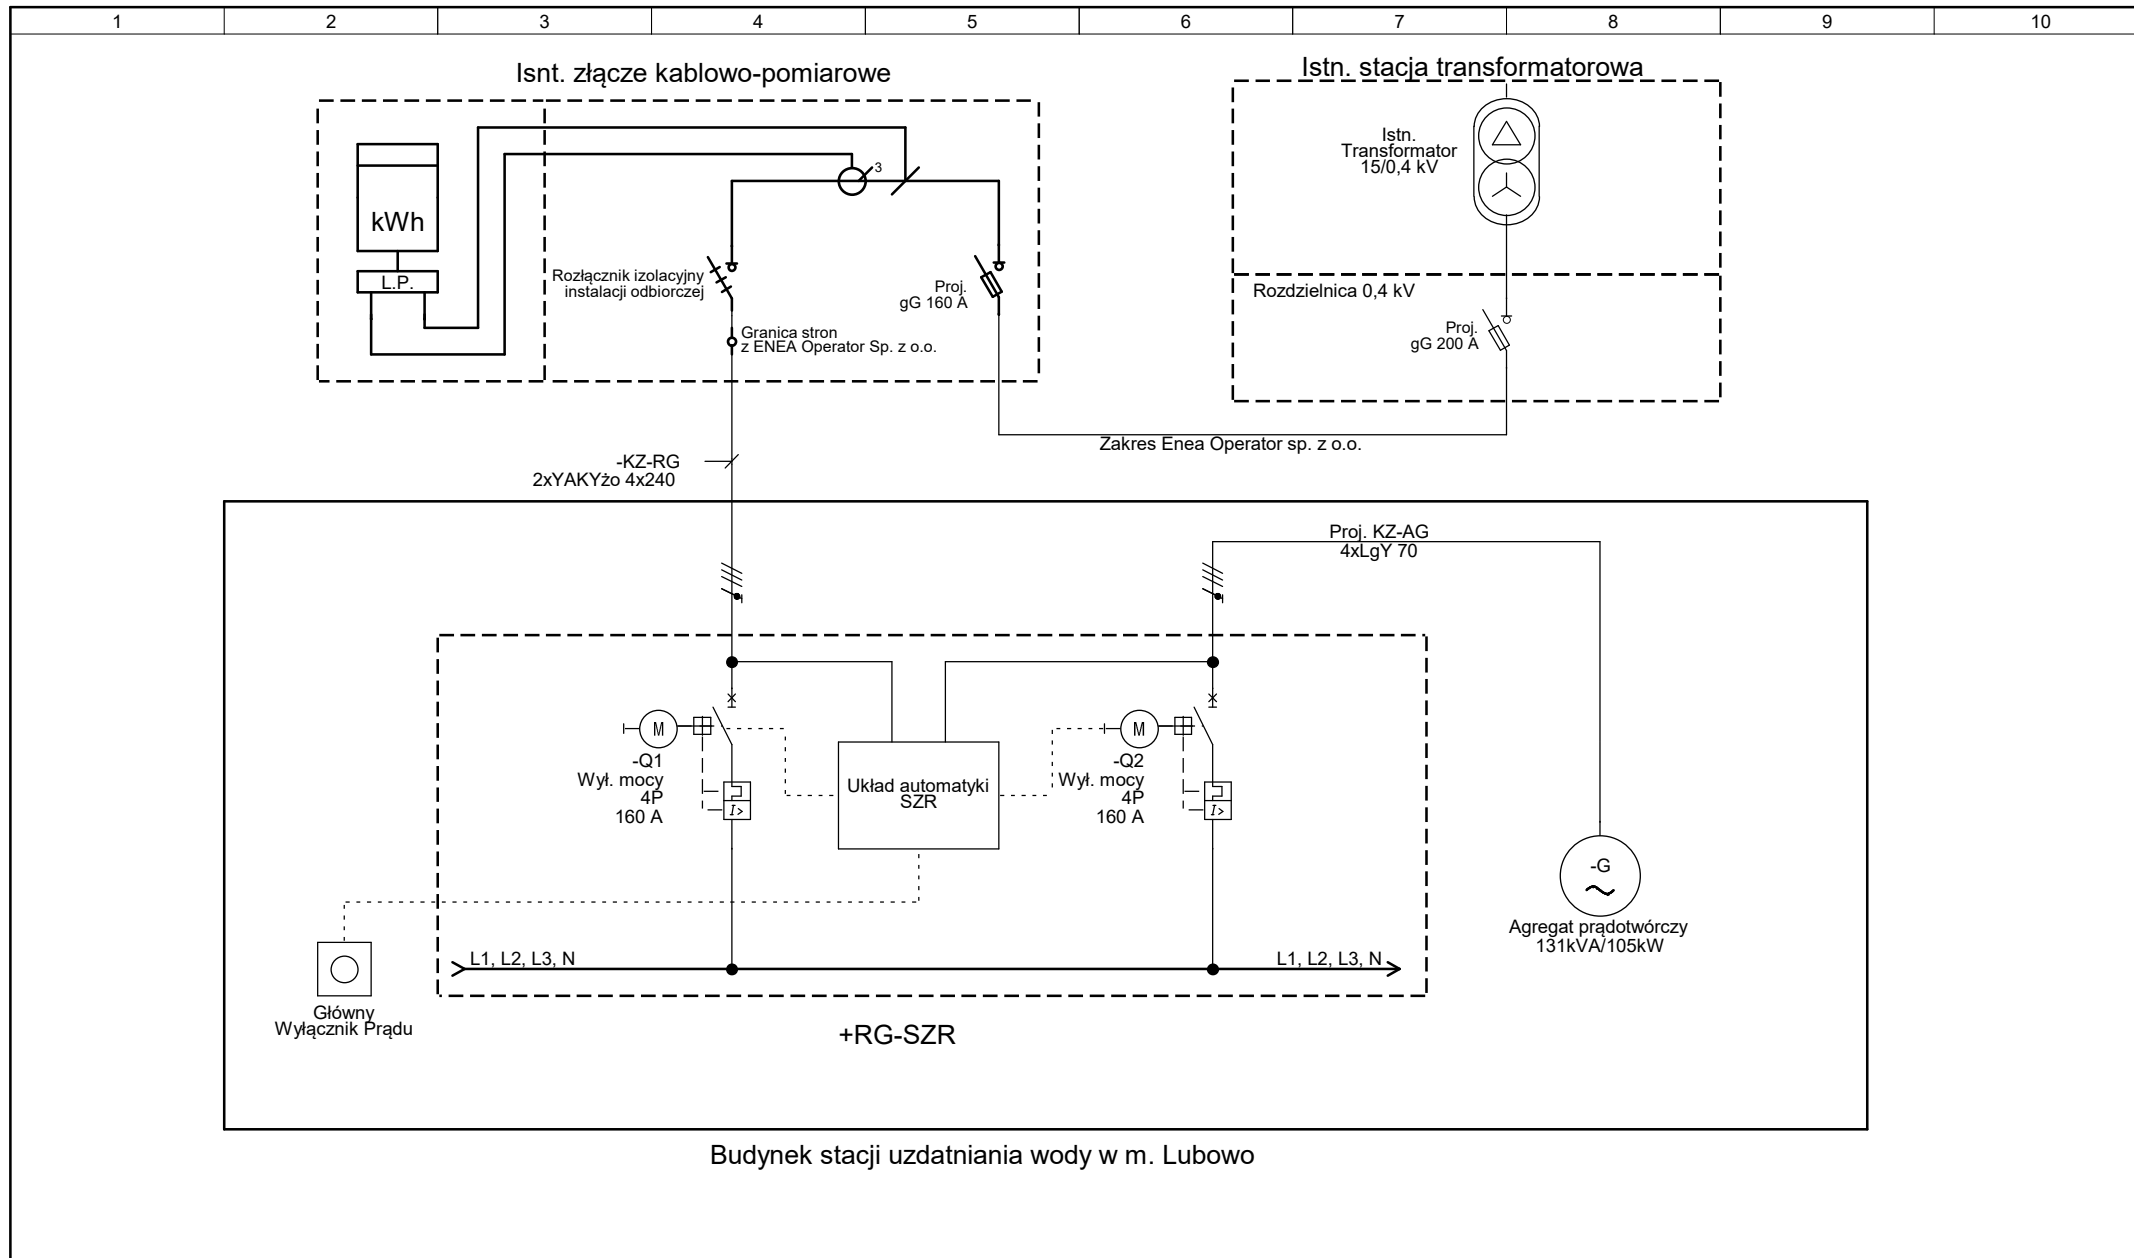 1 2 3 4 5 6 7 8 9 10
Isnt. złącze kablowo-pomiarowe
Istn. stacja transformatorowa
kWh
L.P.
3
Rozłącznik izolacyjny
instalacji odbiorczej
Proj.
gG 160 A
Granica stron
z ENEA Operator Sp. z o.o.
Istn.
Transformator
15/0,4 kV
Rozdzielnica 0,4 kV
Proj.
gG 200 A
Zakres Enea Operator sp. z o.o.
-KZ-RG
2xYAKYżo 4x240
Proj. KZ-AG
4xLgY 70
M
-Q1
Wył. mocy
4P
160 A
I>
Układ automatyki
SZR
M
-Q2
Wył. mocy
4P
160 A
I>
-G
Agregat prądotwórczy
131kVA/105kW
L1, L2, L3, N
L1, L2, L3, N
Główny
Wyłącznik Prądu
+RG-SZR
Budynek stacji uzdatniania wody w m. Lubowo